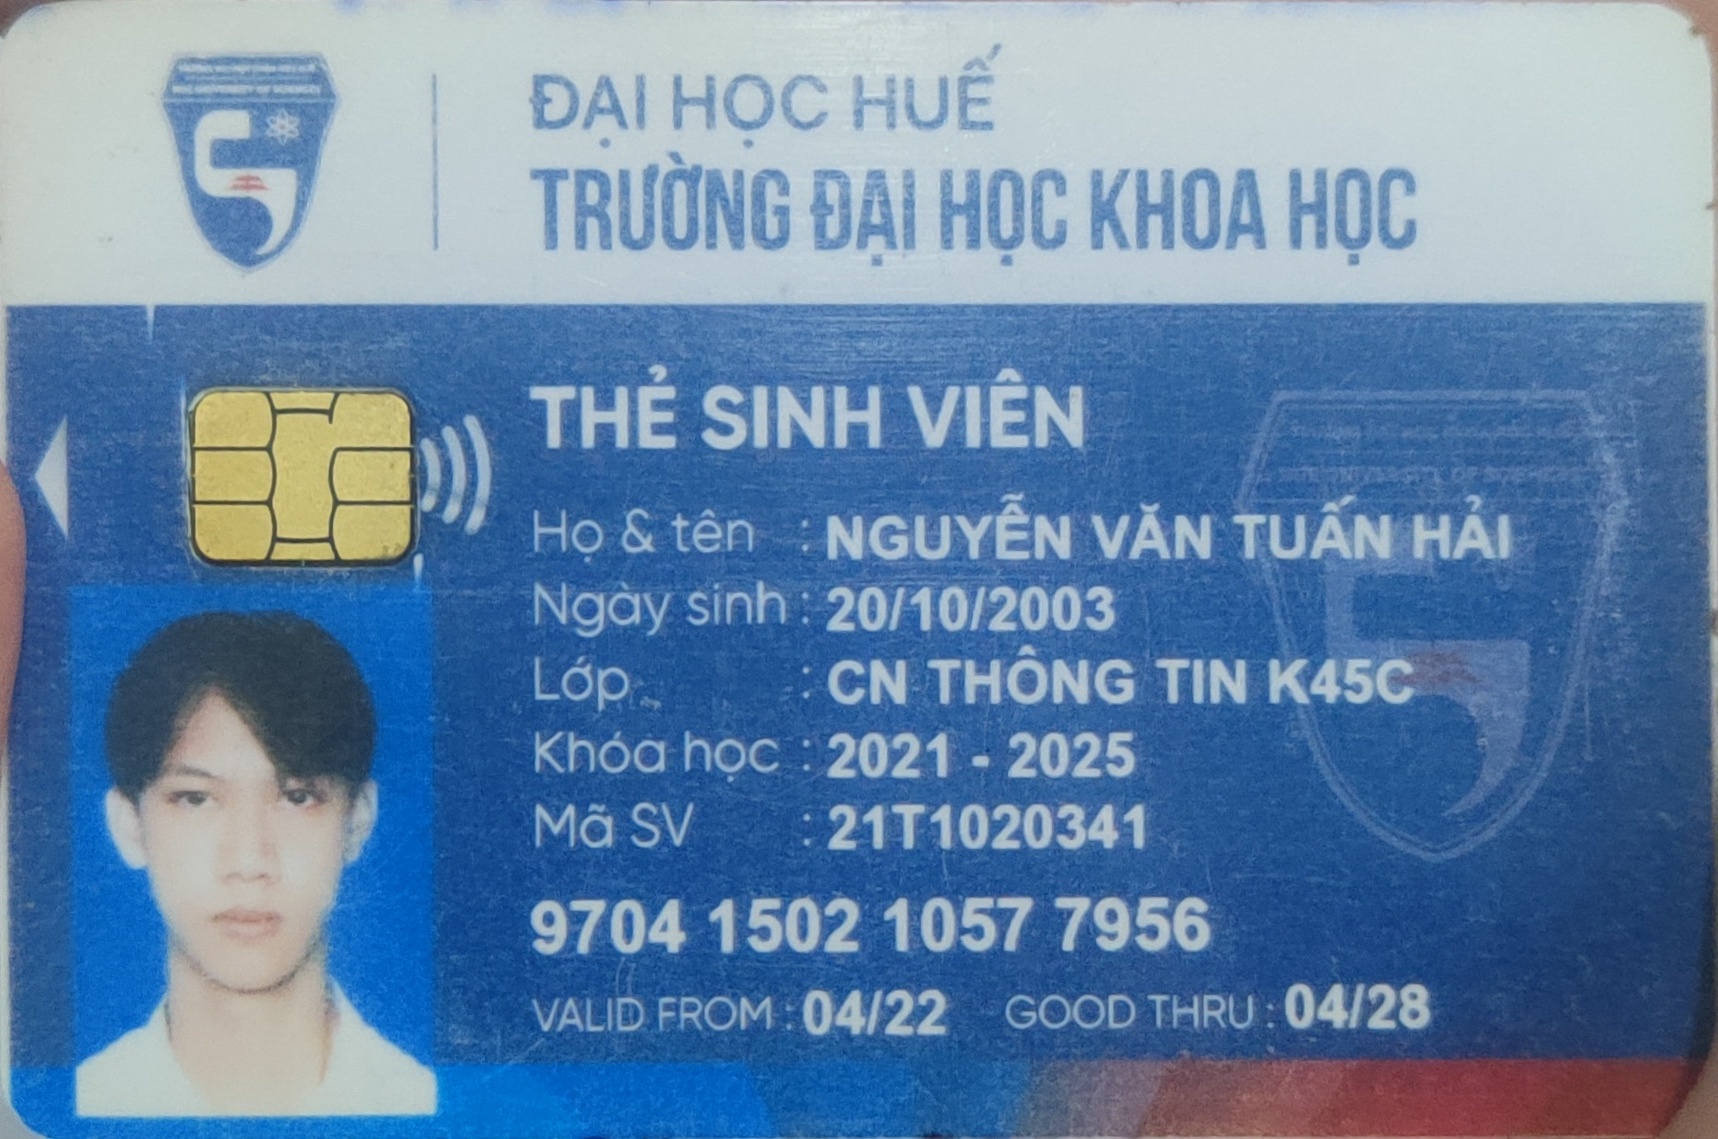 ĐẠI HỌC HUẾ
TRƯỜNG ĐẠI HỌC KHOA HỌC
THẺ SINH VIÊN
Họ & tên : NGUYỄN VĂN TUẤN HẢI
Ngày sinh : 20/10/2003
Lớp : CN THÔNG TIN K45C
Khóa học : 2021 - 2025
Mã SV : 21T1020341
9704 1502 1057 7956
VALID FROM : 04/22 GOOD THRU : 04/28